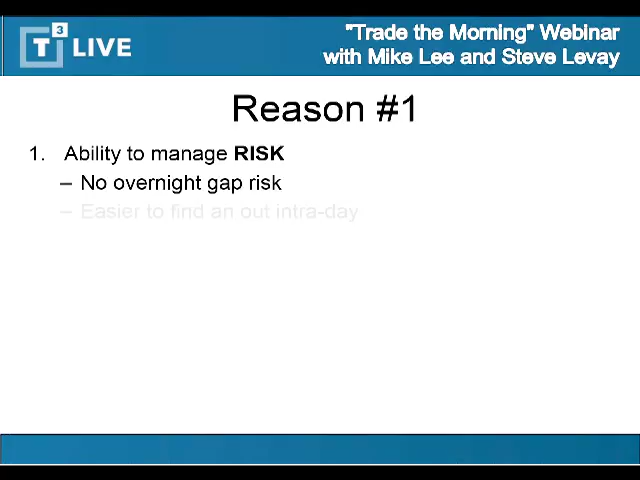 T3 LIVE
"Trade the Morning" Webinar
with Mike Lee and Steve Levay
Reason #1
1. Ability to manage RISK
– No overnight gap risk
– Easier to find an out intra-day